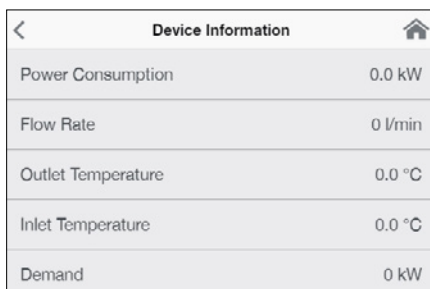 Device Information
Power Consumption 0.0 kW
Flow Rate 0 l/min
Outlet Temperature 0.0 °C
Inlet Temperature 0.0 °C
Demand 0 kW